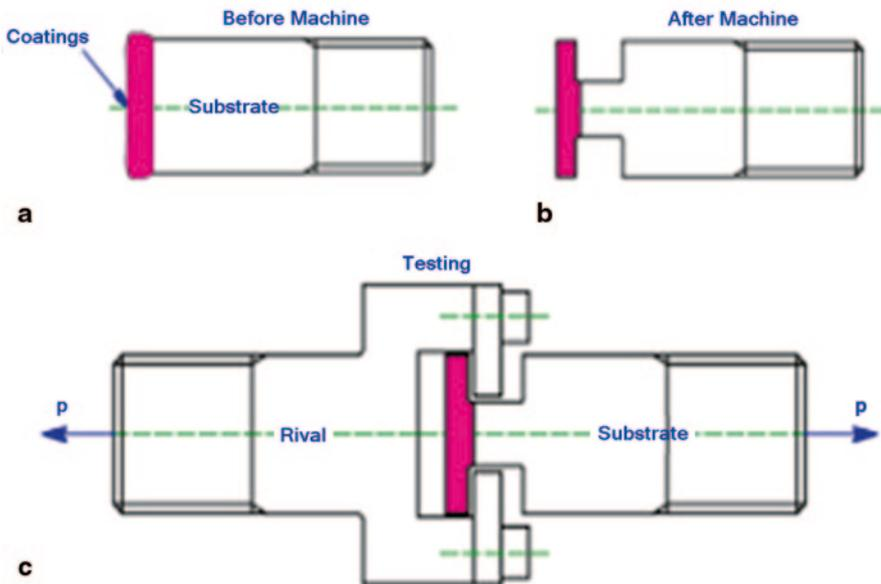 Before Machine
Coatings
Substrate
a
After Machine
b
Testing
p
Rival
Substrate
p
c